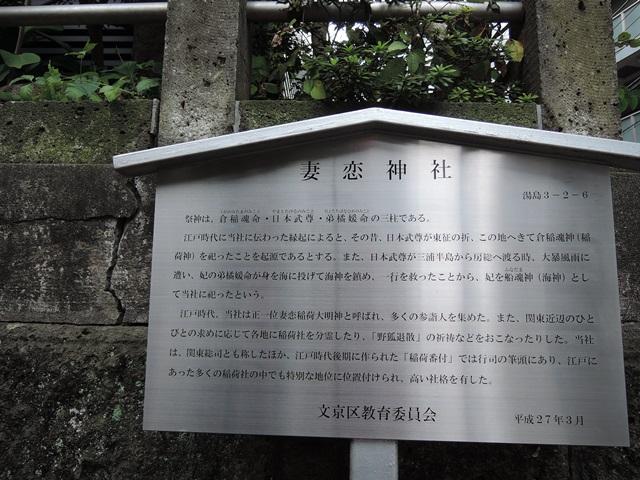 妻恋神社
湯島3-2-6
祭神は、倉稲魂命・日本武尊・弟橘媛命の三柱である。
江戸時代に当社に伝わった縁起によると、その昔、日本武尊が東征の折、この地へきて倉稲魂神(稲
荷神)を祀ったことを起源であるとする。また、日本武尊が三浦半島から房総へ渡る時、大暴風雨に
遭い、妃の弟橘媛命が身を海に投げて海神を鎮め、一行を救ったことから、妃を船魂神(海神)とし
て当社に祀ったという。
江戸時代、当社は正一位妻恋稲荷大明神と呼ばれ、多くの参詣人を集めた。また、関東近辺のひと
びとの求めに応じて各地に稲荷社を分霊したり、「野狐退散」の祈祷などをおこなったりした。当社
は、関東総司とも称したほか、江戸時代後期に作られた「稲荷番付」では行司の筆頭にあり、江戸に
あった多くの稲荷社の中でも特別な地位に位置付けられ、高い社格を有した。
文京区教育委員会
平成27年3月